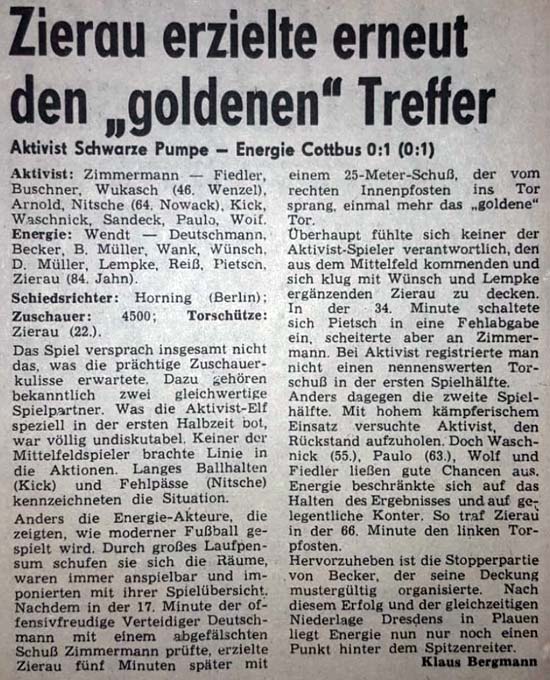 Zierau erzielte erneut
den „goldenen“ Treffer
Aktivist Schwarze Pumpe — Energie Cottbus 0:1 (0:1)
Aktivist: Zimmermann — Fiedler,
Buschner, Wukasch (46. Wenzel),
Arnold, Nitsche (64. Nowack), Kick,
Waschnick, Sandeck, Paulo, Wolf.
Energie: Wendt — Deutschmann,
Becker, B. Müller, Wank, Wünsch,
D. Müller, Lempke, Reiß, Pietsch,
Zierau (84. Jahn).
Schiedsrichter: Horning (Berlin);
Zuschauer: 4500; Torschütze:
Zierau (22.).
Das Spiel versprach insgesamt nicht
das, was die prächtige Zuschauer-
kulisse erwartete. Dazu gehören
bekanntlich zwei gleichwertige
Spielpartner. Was die Aktivist-Elf
speziell in der ersten Halbzeit bot,
war völlig undiskutabel. Keiner der
Mittelfeldspieler brachte Linie in
die Aktionen. Langes Ballhalten
(Kick) und Fehlpässe (Nitsche)
kennzeichneten die Situation.
Anders die Energie-Akteure, die
zeigten, wie moderner Fußball ge-
spielt wird. Durch großes Laufpen-
sum schufen sie sich die Räume,
waren immer anspielbar und im-
ponierten mit ihrer Spielübersicht.
Nachdem in der 17. Minute der of-
fensivfreudige Verteidiger Deutsch-
mann mit einem abgefälschten
Schuß Zimmermann prüfte, erzielte
Zierau fünf Minuten später mit
einem 25-Meter-Schuß, der vom
rechten Innenpfosten ins Tor
sprang, einmal mehr das „goldene“
Tor.
Überhaupt fühlte sich keiner der
Aktivist-Spieler verantwortlich, den
aus dem Mittelfeld kommenden und
sich klug mit Wünsch und Lempke
ergänzenden Zierau zu decken.
In der 34. Minute schaltete
sich Pietsch in eine Fehlabgabe
ein, scheiterte aber an Zimmer-
mann. Bei Aktivist registrierte man
nicht einen nennenswerten Tor-
schuß in der ersten Spielhälfte.
Anders dagegen die zweite Spiel-
hälfte. Mit hohem kämpferischem
Einsatz versuchte Aktivist, den
Rückstand aufzuholen. Doch Wasch-
nick (55.), Paulo (63.), Wolf und
Fiedler ließen gute Chancen aus.
Energie beschränkte sich auf das
Halten des Ergebnisses und auf ge-
legentliche Konter. So traf Zierau
in der 66. Minute den linken Tor-
pfosten.
Hervorzuheben ist die Stopperpartie
von Becker, der seine Deckung
mustergültig organisierte. Nach
diesem Erfolg und der gleichzeitigen
Niederlage Dresdens in Plauen
liegt Energie nun nur noch einen
Punkt hinter dem Spitzenreiter.
Klaus Bergmann